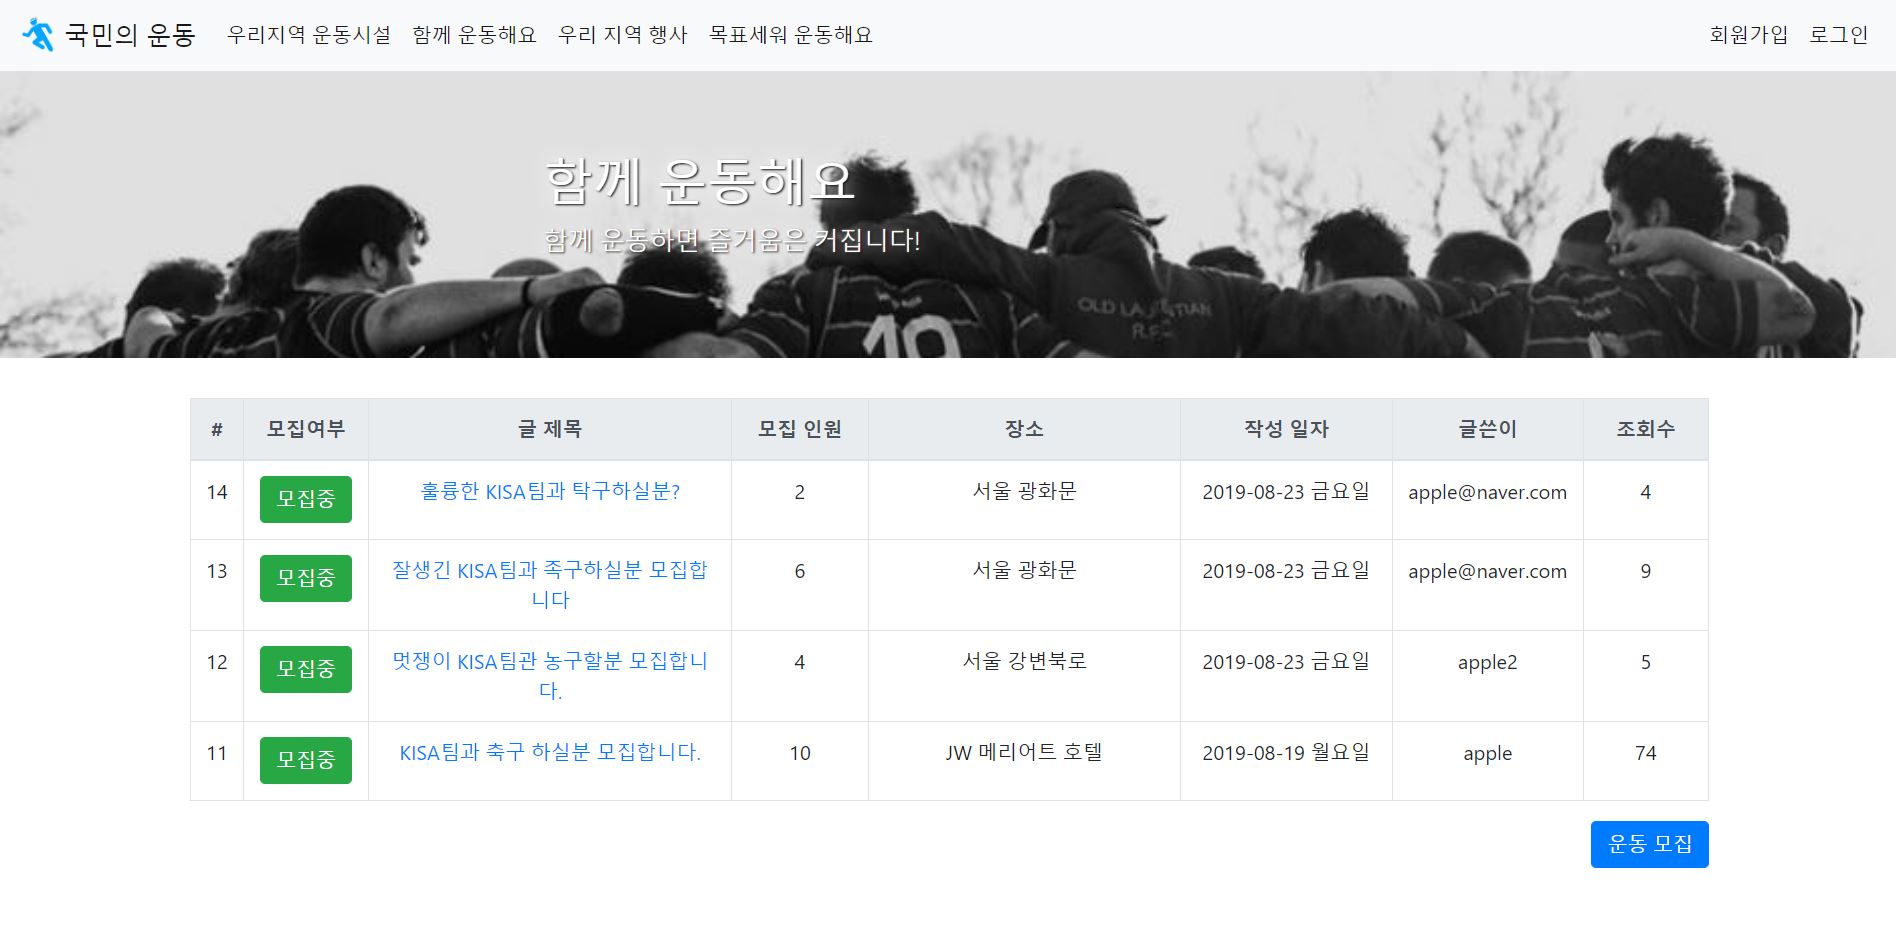 국민의 운동 우리지역 운동시설 함께 운동해요 우리 지역 행사 목표세워 운동해요 회원가입 로그인
함께 운동해요
함께 운동하면 즐거움은 커집니다!
19
# 모집여부 글 제목 모집 인원 장소 작성 일자 글쓴이 조회수
14 모집중 훌륭한 KISA팀과 탁구하실분? 2 서울 광화문 2019-08-23 금요일 apple@naver.com 4
13 모집중 잘생긴 KISA팀과 족구하실분 모집합 6 서울 광화문 2019-08-23 금요일 apple@naver.com 9
니다
12 모집중 멋쟁이 KISA팀관 농구할분 모집합니 4 서울 강변북로 2019-08-23 금요일 apple2 5
다.
11 모집중 KISA팀과 축구 하실분 모집합니다. 10 JW 메리어트 호텔 2019-08-19 월요일 apple 74
운동 모집